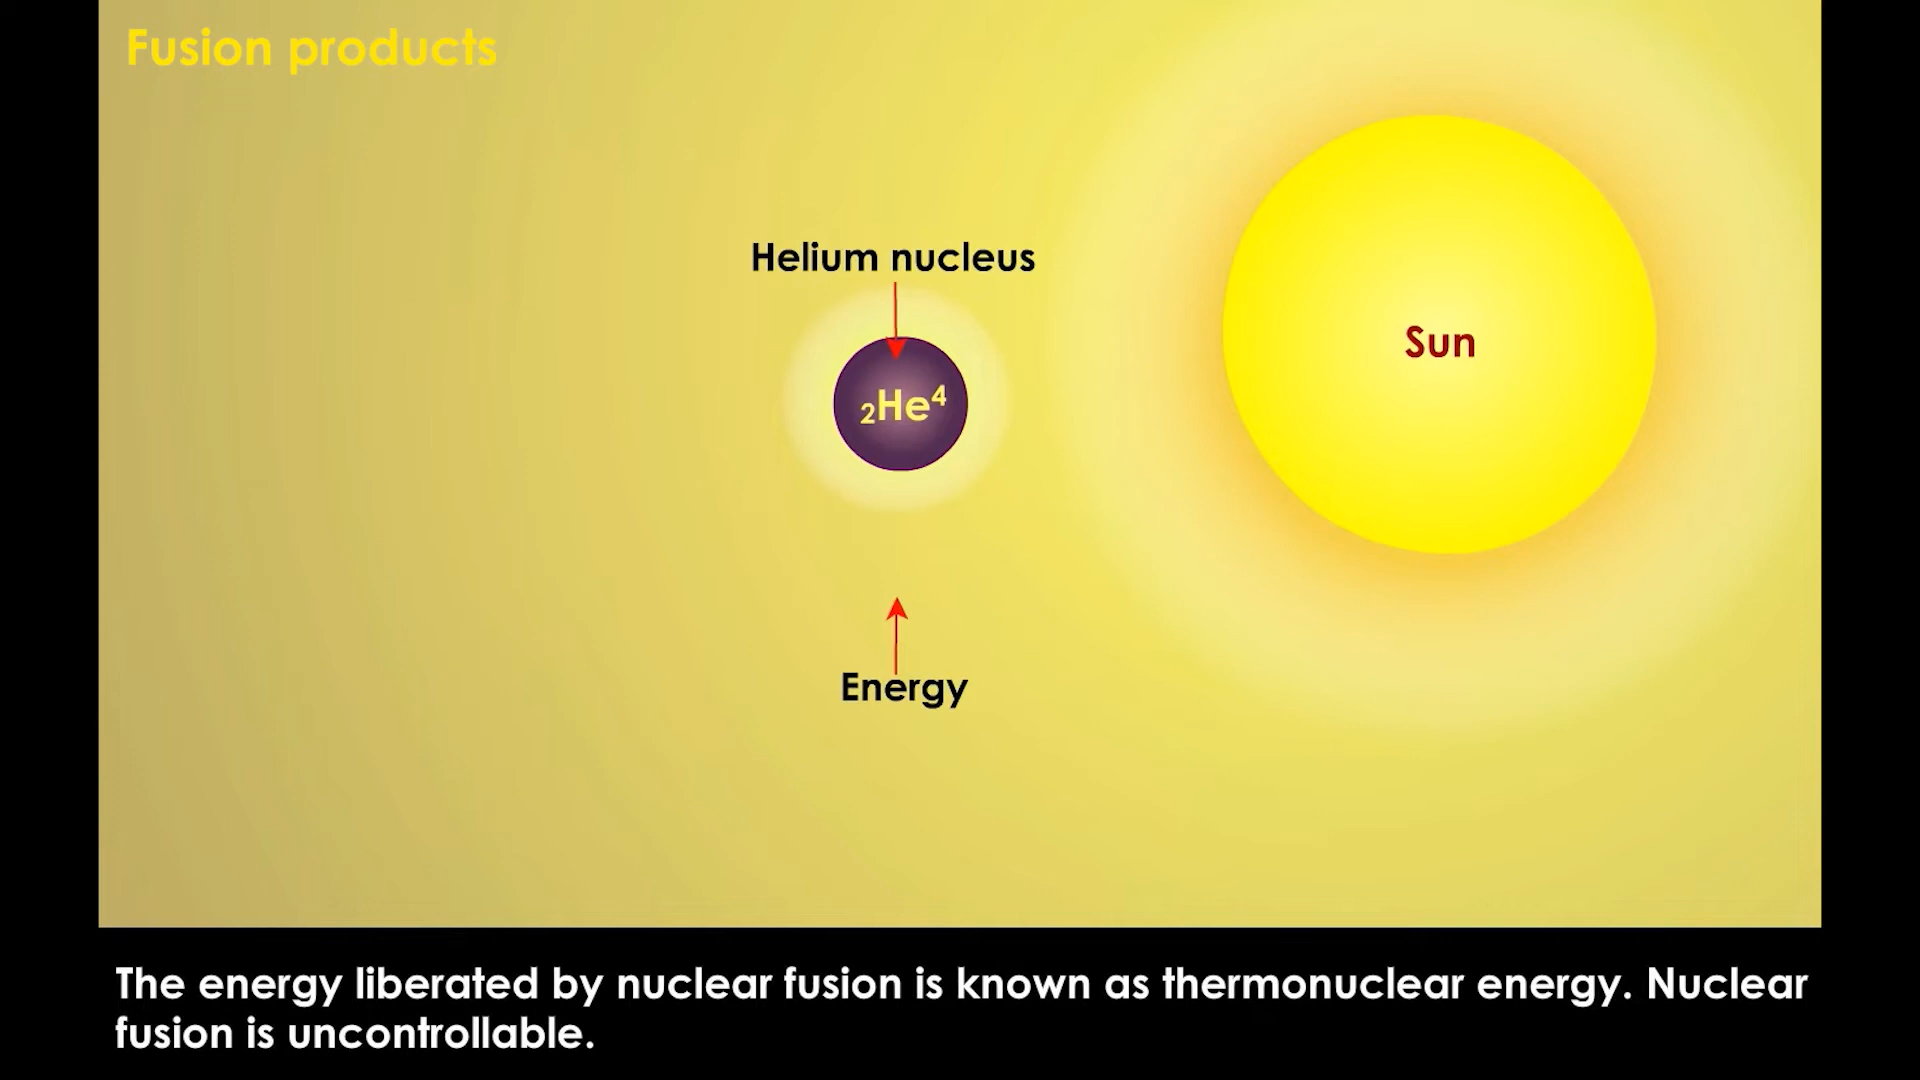 Fusion products
Helium nucleus
₂He⁴
Sun
Energy
The energy liberated by nuclear fusion is known as thermonuclear energy. Nuclear
fusion is uncontrollable.